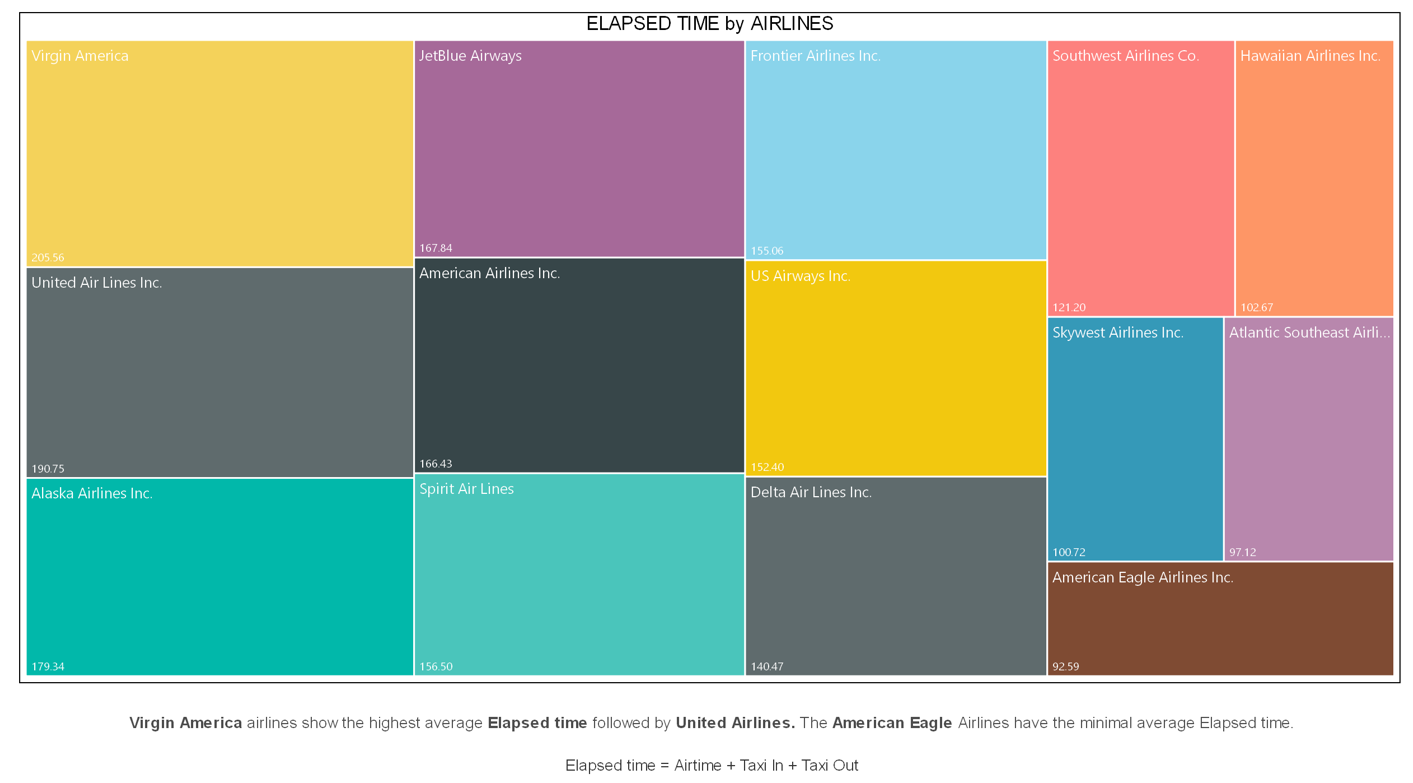 ELAPSED TIME by AIRLINES
Virgin America
205.56
United Air Lines Inc.
190.75
Alaska Airlines Inc.
179.34
JetBlue Airways
167.84
American Airlines Inc.
166.43
Spirit Air Lines
156.50
Frontier Airlines Inc.
155.06
US Airways Inc.
152.40
Delta Air Lines Inc.
140.47
Southwest Airlines Co.
121.20
Hawaiian Airlines Inc.
102.67
Skywest Airlines Inc.
100.72
Atlantic Southeast Airli...
97.12
American Eagle Airlines Inc.
92.59
Virgin America airlines show the highest average Elapsed time followed by United Airlines. The American Eagle Airlines have the minimal average Elapsed time.
Elapsed time = Airtime + Taxi In + Taxi Out